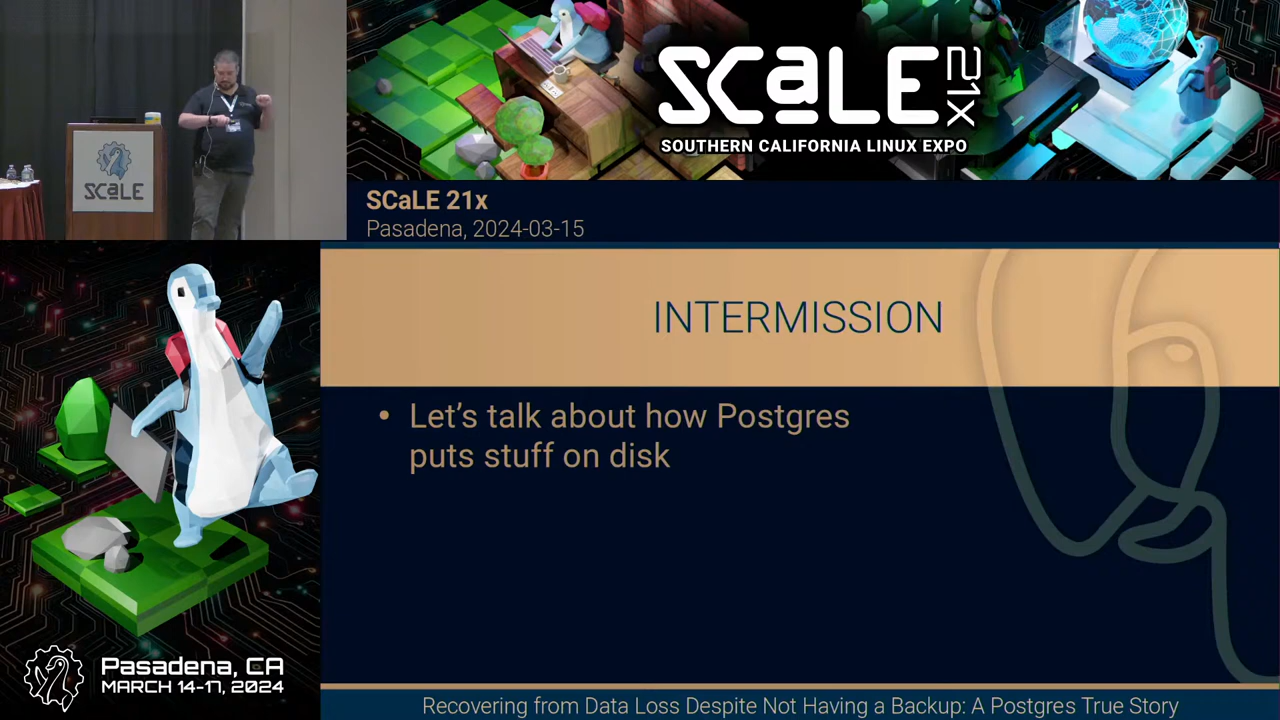 SCaLE
SCaLE 21x
SOUTHERN CALIFORNIA LINUX EXPO
SCaLE 21x
Pasadena, 2024-03-15
INTERMISSION
• Let’s talk about how Postgres
puts stuff on disk
Pasadena, CA
MARCH 14-17, 2024
Recovering from Data Loss Despite Not Having a Backup: A Postgres True Story